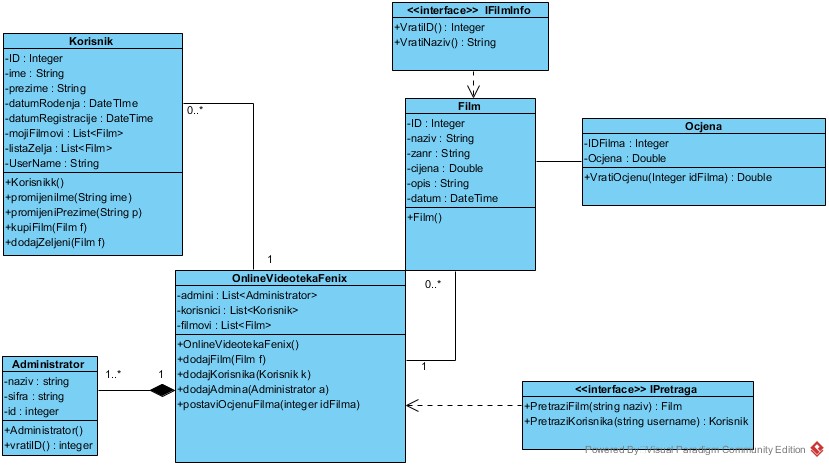 <<interface>> IFilmInfo
+VratiID() : Integer
+VratiNaziv() : String
Korisnik
-ID : Integer
-ime : String
-prezime : String
-datumRođenja : DateTIme
-datumRegistracije : DateTime
-mojiFilmovi : List<Film>
-listaZelja : List<Film>
-UserName : String
+Korisnikk()
+promijeniIme(String ime)
+promijeniPrezime(String p)
+kupiFilm(Film f)
+dodajZeljeni(Film f)
0..*
1
Film
-ID : Integer
-naziv : String
-zanr : String
-cijena : Double
-opis : String
-datum : DateTime
+Film()
Ocjena
-IDFilma : Integer
-Ocjena : Double
+VratiOcjenu(Integer idFilma) : Double
0..*
1
OnlineVideotekaFenix
-admini : List<Administrator>
-korisnici : List<Korisnik>
-filmovi : List<Film>
+OnlineVideotekaFenix()
+dodajFilm(Film f)
+dodajKorisnika(Korisnik k)
+dodajAdmina(Administrator a)
+postaviOcjenuFilma(integer idFilma)
Administrator
-naziv : string
-sifra : string
-id : integer
+Administrator()
+vratiID() : integer
1..*
1
<<interface>> IPretraga
+PretraziFilm(string naziv) : Film
+PretraziKorisnika(string username) : Korisnik
Powered By Visual Paradigm Community Edition